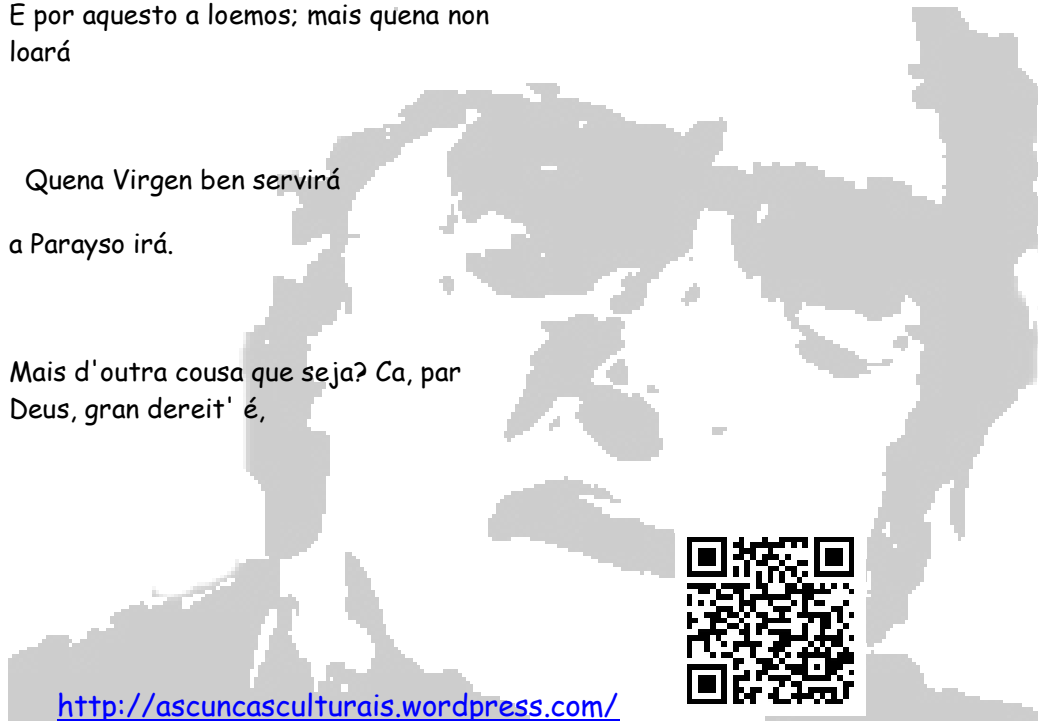 E por aquesto a loemos; mais quena non
loará
Quena Virgen ben servirá
a Parayso irá.
Mais d'outra cousa que seja? Ca, par
Deus, gran dereit' é,
http://ascuncasculturais.wordpress.com/